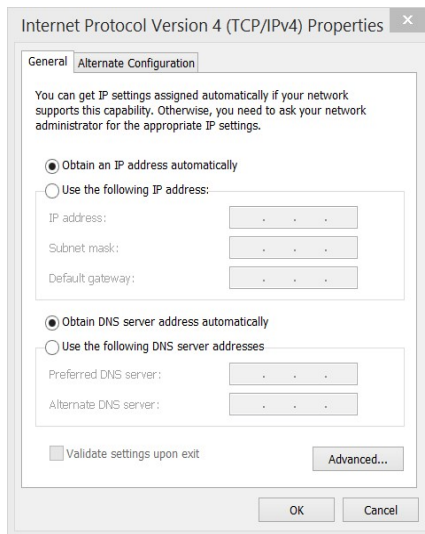 Internet Protocol Version 4 (TCP/IPv4) Properties
General Alternate Configuration
You can get IP settings assigned automatically if your network
supports this capability. Otherwise, you need to ask your network
administrator for the appropriate IP settings.
Obtain an IP address automatically
Use the following IP address:
IP address: . . .
Subnet mask: . . .
Default gateway: . . .
Obtain DNS server address automatically
Use the following DNS server addresses
Preferred DNS server: . . .
Alternate DNS server: . . .
Validate settings upon exit
Advanced...
OK Cancel